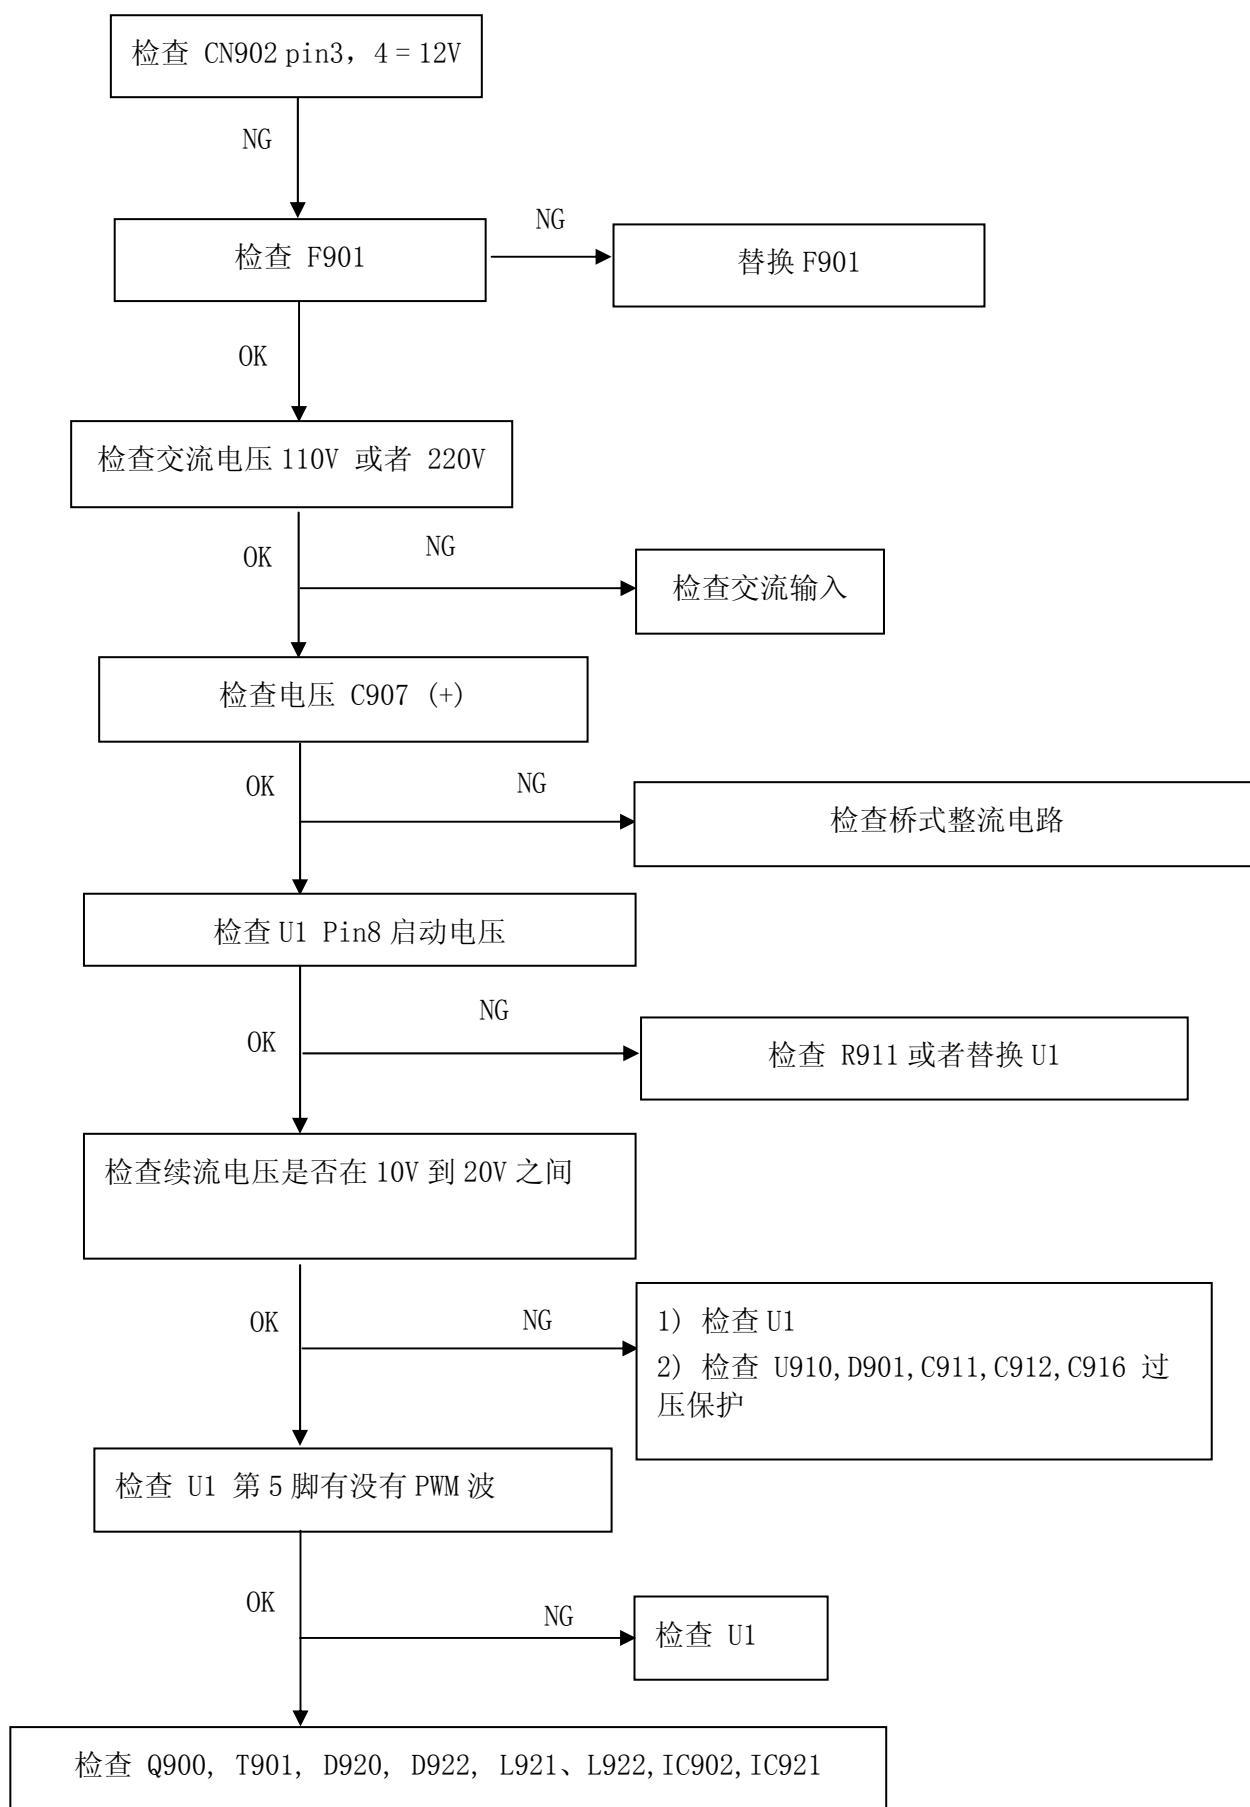 检查 CN902 pin3，4＝12V
NG
检查 F901
NG
替换 F901
OK
检查交流电压 110V 或者 220V
OK
NG
检查交流输入
检查电压 C907 (+)
OK
NG
检查桥式整流电路
检查 U1 Pin8 启动电压
OK
NG
检查 R911 或者替换 U1
检查续流电压是否在 10V 到 20V 之间
OK
NG
1) 检查 U1
2) 检查 U910,D901,C911,C912,C916 过
压保护
检查 U1 第 5 脚有没有 PWM 波
OK
NG
检查 U1
检查 Q900, T901, D920, D922, L921、L922,IC902,IC921